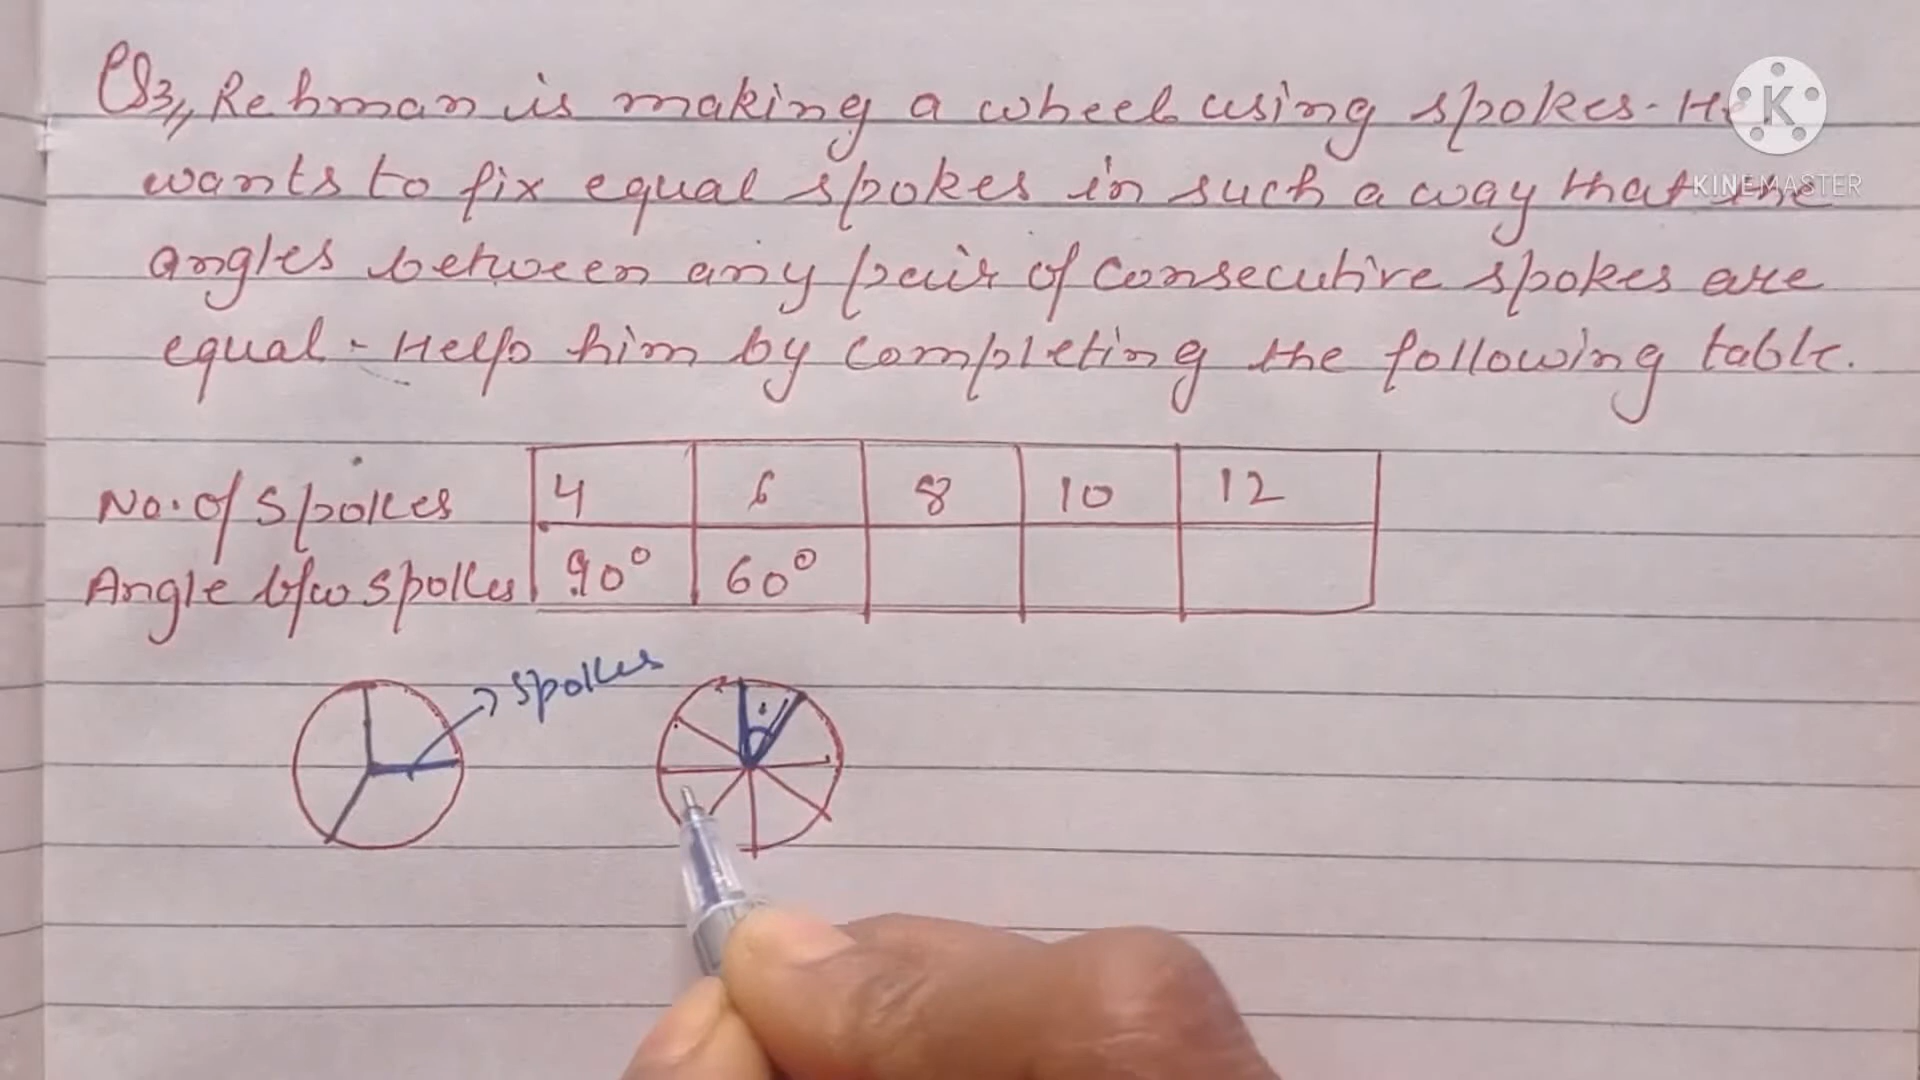 Q3,, Rehman is making a wheel using spokes. He
wants to fix equal spokes in such a way that the
angles between any pair of consecutive spokes are
equal. Help him by completing the following table.
No. of Spokes 4 6 8 10 12
Angle b/w spokes 90° 60°
spokes
K
KINEMASTER